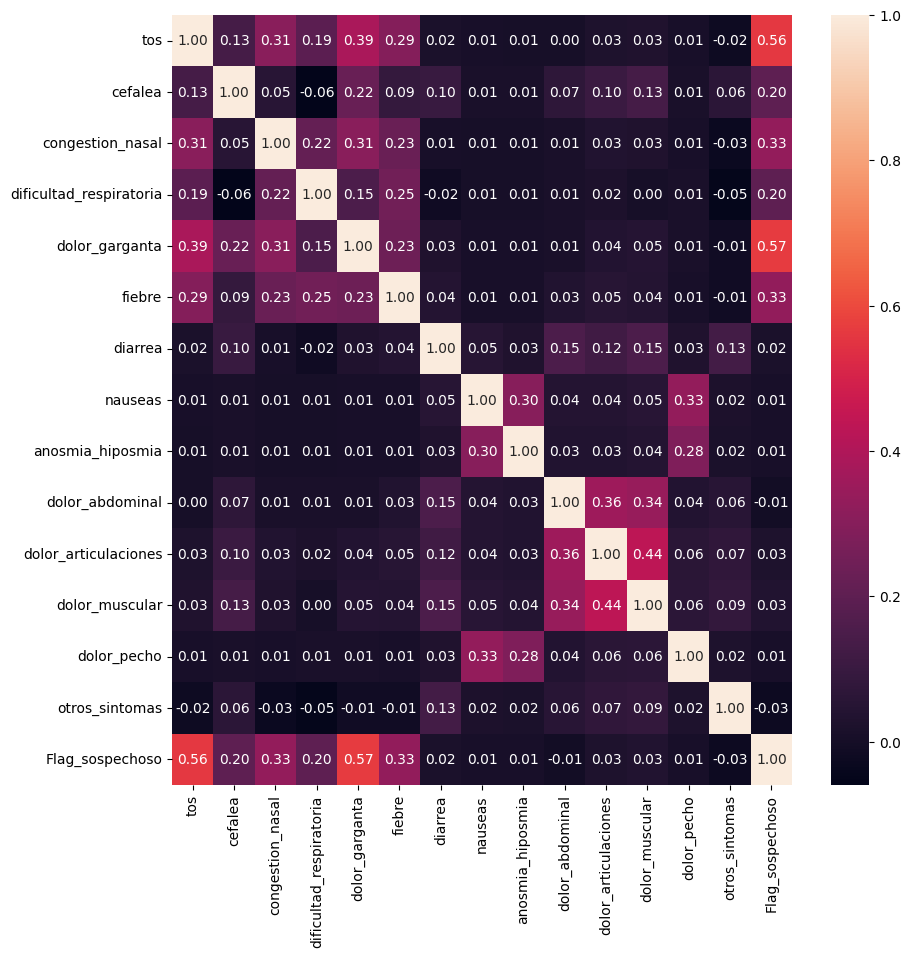 tos 1.00 0.13 0.31 0.19 0.39 0.29 0.02 0.01 0.01 0.00 0.03 0.03 0.01 -0.02 0.56
cefalea 0.13 1.00 0.05 -0.06 0.22 0.09 0.10 0.01 0.01 0.07 0.10 0.13 0.01 0.06 0.20
congestion_nasal 0.31 0.05 1.00 0.22 0.31 0.23 0.01 0.01 0.01 0.01 0.03 0.03 0.01 -0.03 0.33
dificultad_respiratoria 0.19 -0.06 0.22 1.00 0.15 0.25 -0.02 0.01 0.01 0.01 0.02 0.00 0.01 -0.05 0.20
dolor_garganta 0.39 0.22 0.31 0.15 1.00 0.23 0.03 0.01 0.01 0.01 0.04 0.05 0.01 -0.01 0.57
fiebre 0.29 0.09 0.23 0.25 0.23 1.00 0.04 0.01 0.01 0.03 0.05 0.04 0.01 -0.01 0.33
diarrea 0.02 0.10 0.01 -0.02 0.03 0.04 1.00 0.05 0.03 0.15 0.12 0.15 0.03 0.13 0.02
nauseas 0.01 0.01 0.01 0.01 0.01 0.01 0.05 1.00 0.30 0.04 0.04 0.05 0.33 0.02 0.01
anosmia_hiposmia 0.01 0.01 0.01 0.01 0.01 0.01 0.03 0.30 1.00 0.03 0.03 0.04 0.28 0.02 0.01
dolor_abdominal 0.00 0.07 0.01 0.01 0.01 0.03 0.15 0.04 0.03 1.00 0.36 0.34 0.04 0.06 -0.01
dolor_articulaciones 0.03 0.10 0.03 0.02 0.04 0.05 0.12 0.04 0.03 0.36 1.00 0.44 0.06 0.07 0.03
dolor_muscular 0.03 0.13 0.03 0.00 0.05 0.04 0.15 0.05 0.04 0.34 0.44 1.00 0.06 0.09 0.03
dolor_pecho 0.01 0.01 0.01 0.01 0.01 0.01 0.03 0.33 0.28 0.04 0.06 0.06 1.00 0.02 0.01
otros_sintomas -0.02 0.06 -0.03 -0.05 -0.01 -0.01 0.13 0.02 0.02 0.06 0.07 0.09 0.02 1.00 -0.03
Flag_sospechoso 0.56 0.20 0.33 0.20 0.57 0.33 0.02 0.01 0.01 -0.01 0.03 0.03 0.01 -0.03 1.00
tos
cefalea
congestion_nasal
dificultad_respiratoria
dolor_garganta
fiebre
diarrea
nauseas
anosmia_hiposmia
dolor_abdominal
dolor_articulaciones
dolor_muscular
dolor_pecho
otros_sintomas
Flag_sospechoso
1.0
0.8
0.6
0.4
0.2
0.0